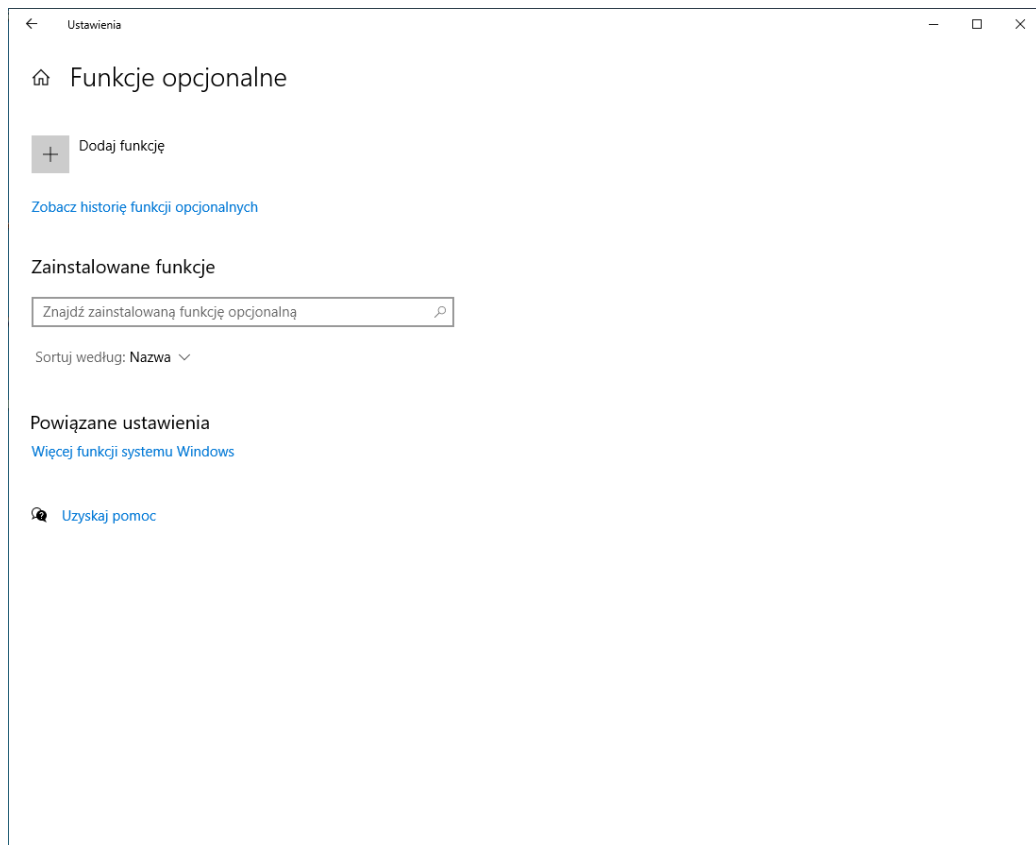 Ustawienia
Funkcje opcjonalne
Dodaj funkcję
Zobacz historię funkcji opcjonalnych
Zainstalowane funkcje
Znajdź zainstalowaną funkcję opcjonalną
Sortuj według: Nazwa
Powiązane ustawienia
Więcej funkcji systemu Windows
Uzyskaj pomoc